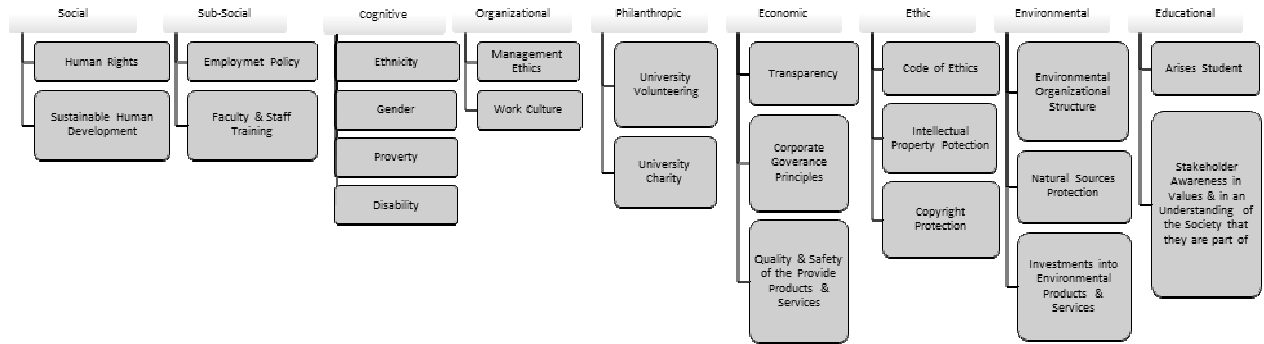 Social
Human Rights
Sustainable Human
Development
Sub-Social
Employmet Policy
Faculty & Staff
Training
Cognitive
Ethnicity
Gender
Proverty
Disability
Organizational
Management
Ethics
Work Culture
Philanthropic
University
Volunteering
University
Charity
Economic
Transparency
Corporate
Goverance
Principles
Quality & Safety
of the Provide
Products &
Services
Ethic
Code of Ethics
Intellectual
Property Potection
Copyright
Protection
Environmental
Environmental
Organizational
Structure
Natural Sources
Protection
Investments into
Environmental
Products &
Services
Educational
Arises Student
Stakeholder
Awareness in
Values & in an
Understanding of
the Society that
they are part of